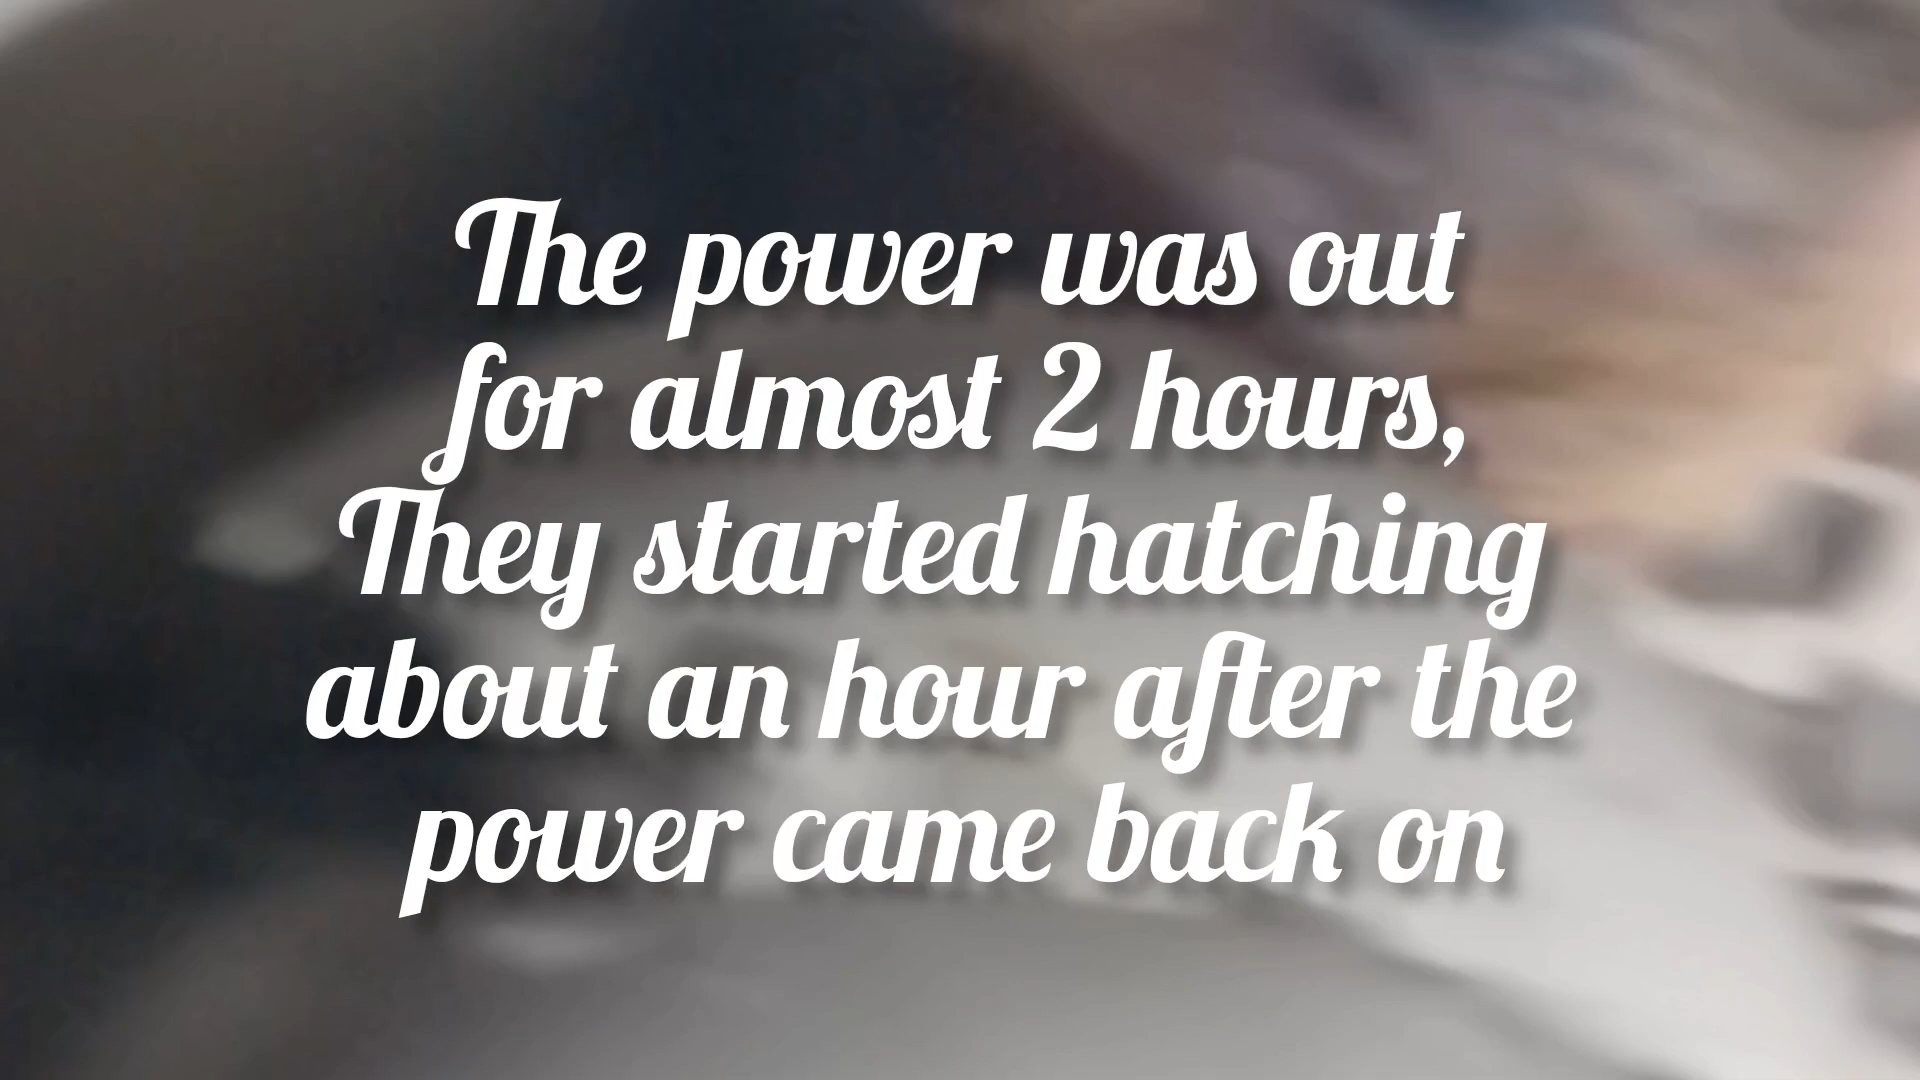 The power was out
for almost 2 hours,
They started hatching
about an hour after the
power came back on